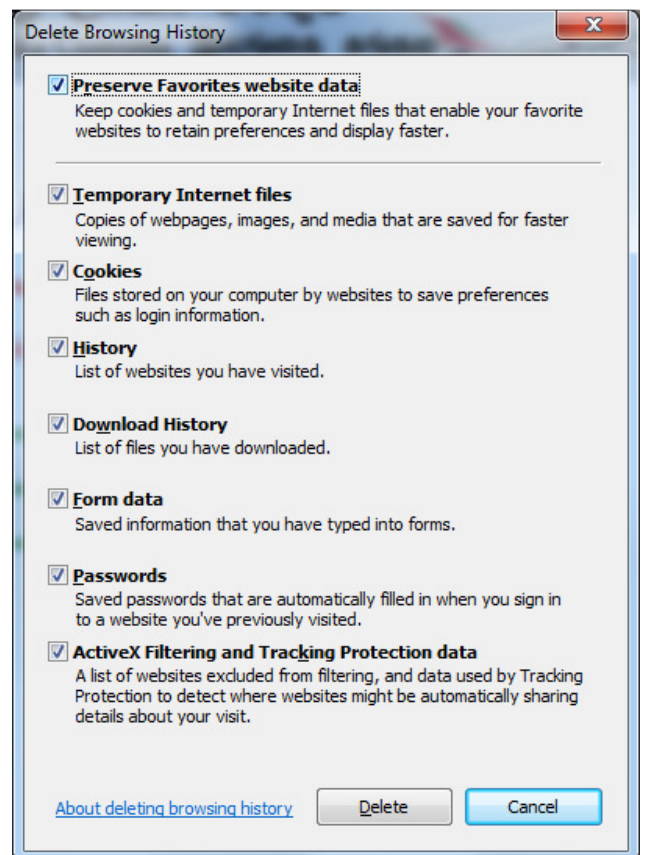 Delete Browsing History
Preserve Favorites website data
Keep cookies and temporary Internet files that enable your favorite
websites to retain preferences and display faster.
Temporary Internet files
Copies of webpages, images, and media that are saved for faster
viewing.
Cookies
Files stored on your computer by websites to save preferences
such as login information.
History
List of websites you have visited.
Download History
List of files you have downloaded.
Form data
Saved information that you have typed into forms.
Passwords
Saved passwords that are automatically filled in when you sign in
to a website you've previously visited.
ActiveX Filtering and Tracking Protection data
A list of websites excluded from filtering, and data used by Tracking
Protection to detect where websites might be automatically sharing
details about your visit.
About deleting browsing history Delete Cancel